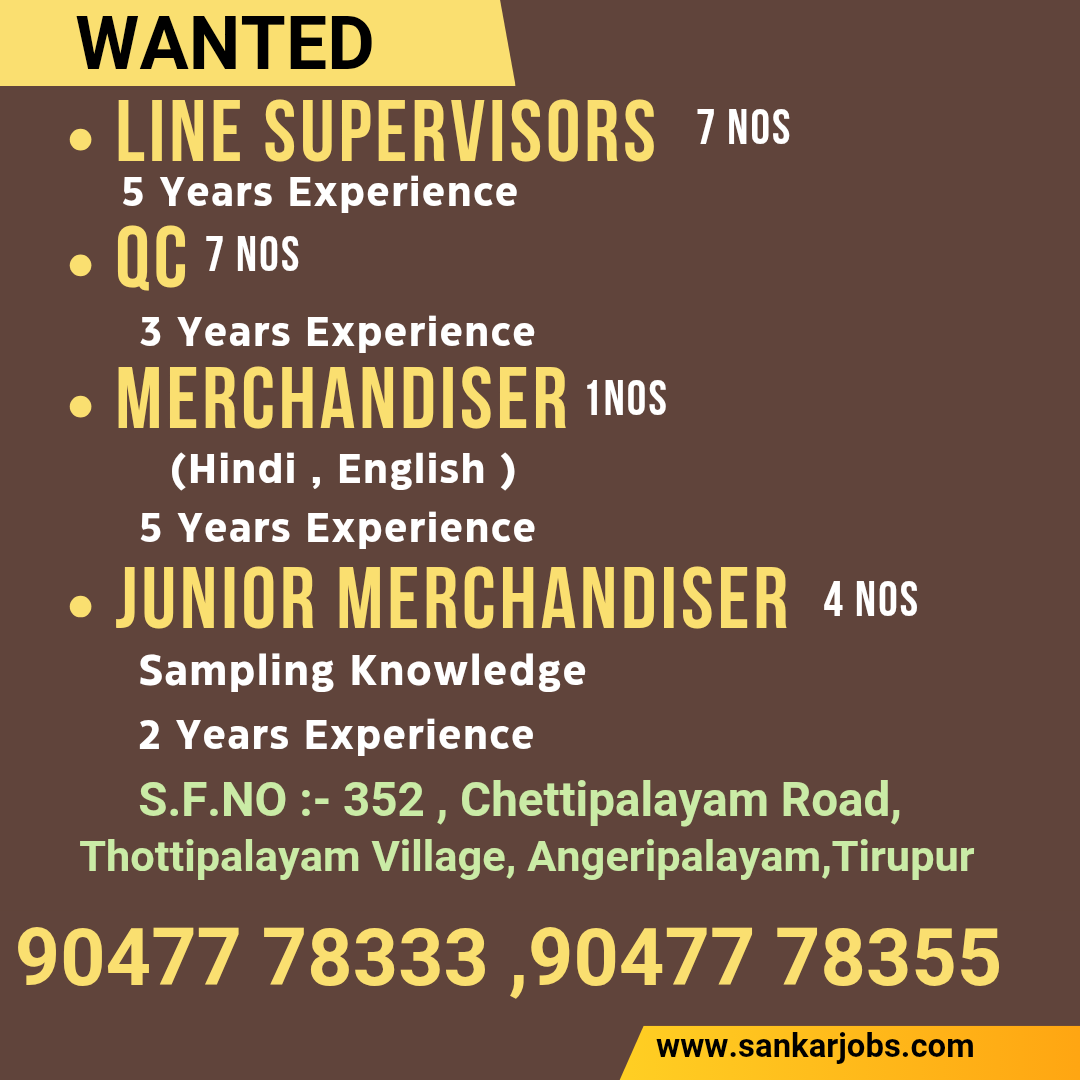 WANTED
• LINE SUPERVISORS 7 NOS
5 Years Experience
• QC 7 NOS
3 Years Experience
• MERCHANDISER 1NOS
(Hindi , English )
5 Years Experience
• JUNIOR MERCHANDISER 4 NOS
Sampling Knowledge
2 Years Experience
S.F.NO :- 352 , Chettipalayam Road,
Thottipalayam Village, Angeripalayam,Tirupur
90477 78333 ,90477 78355
www.sankarjobs.com